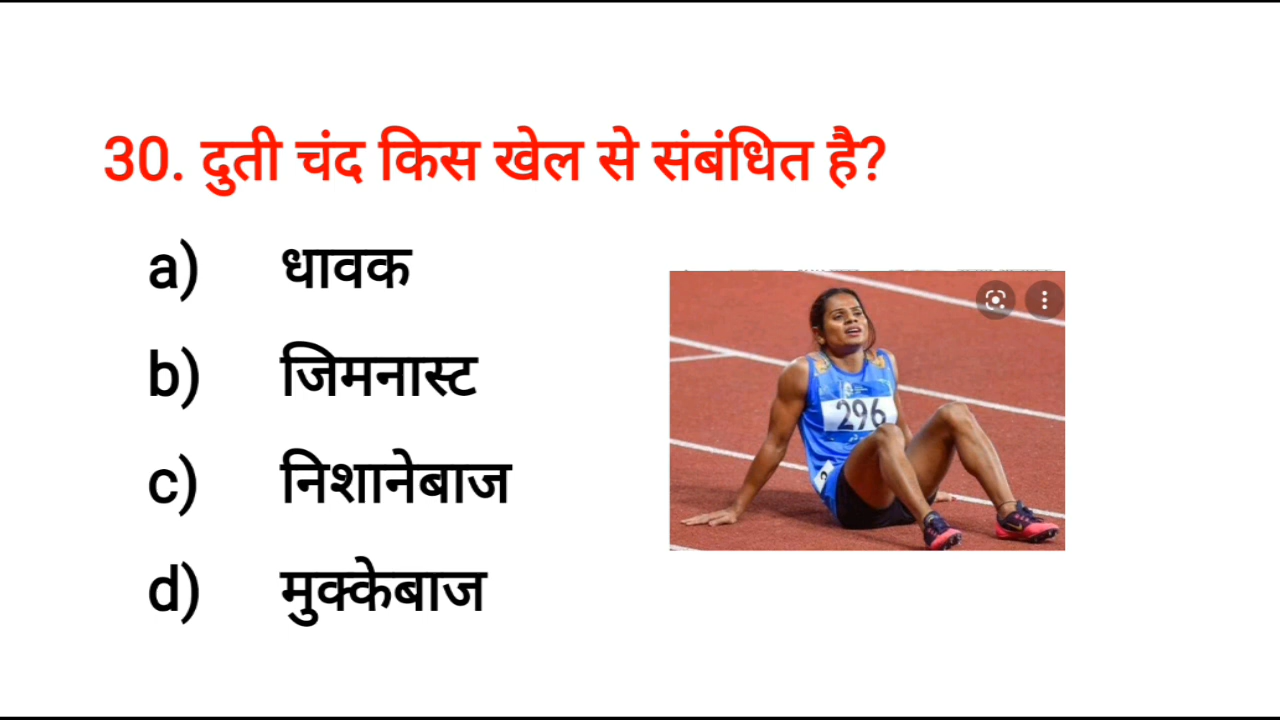 30. दुती चंद किस खेल से संबंधित है?
a) धावक
b) जिमनास्ट
c) निशानेबाज
d) मुक्केबाज
296